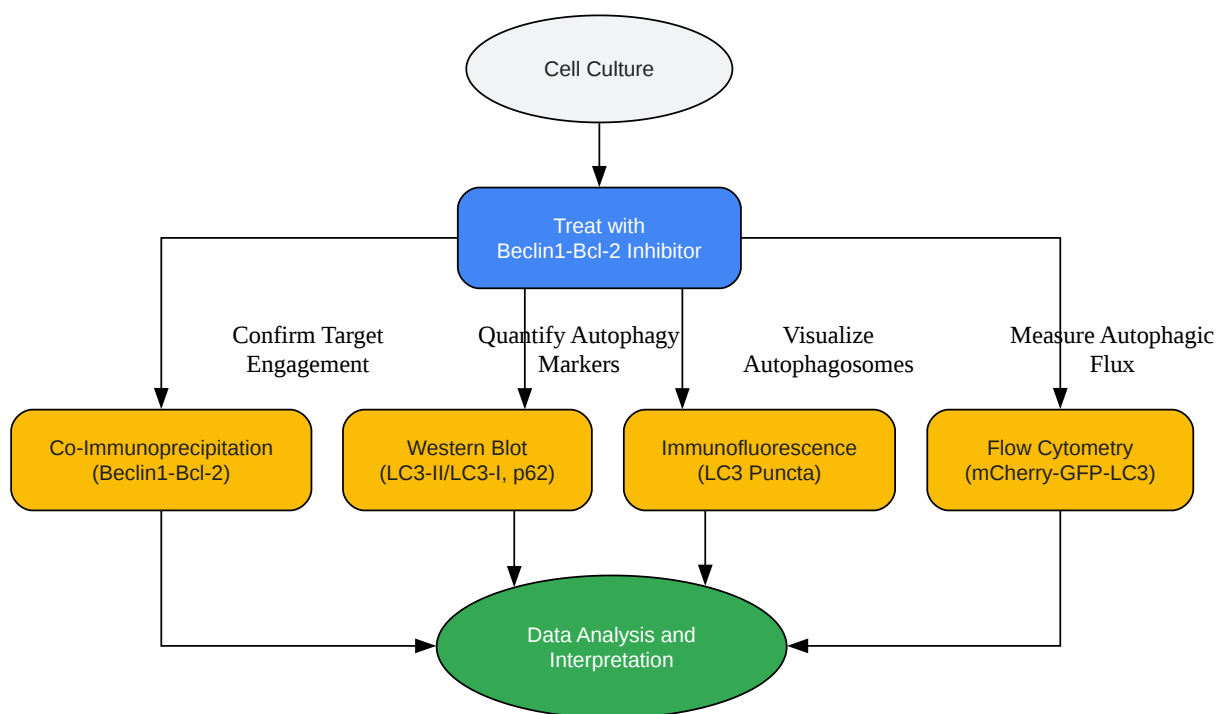 Cell Culture
Treat with
Beclin1-Bcl-2 Inhibitor
Confirm Target
Engagement
Quantify Autophagy
Markers
Visualize
Autophagosomes
Measure Autophagic
Flux
Co-Immunoprecipitation
(Beclin1-Bcl-2)
Western Blot
(LC3-II/LC3-I, p62)
Immunofluorescence
(LC3 Puncta)
Flow Cytometry
(mCherry-GFP-LC3)
Data Analysis and
Interpretation